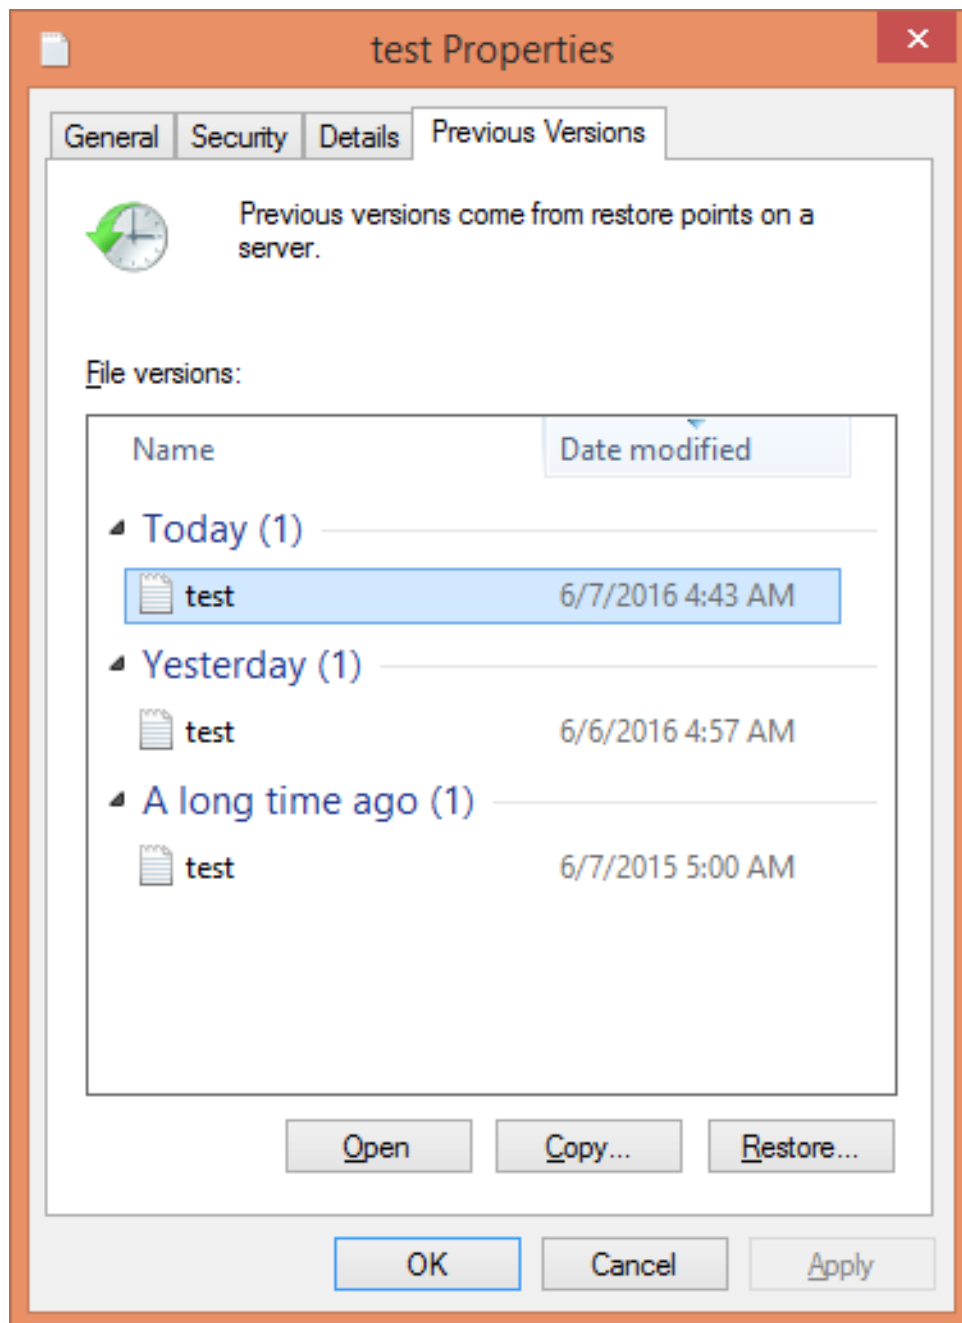 test Properties
General Security Details Previous Versions
Previous versions come from restore points on a
server.
File versions:
Name Date modified
Today (1)
test 6/7/2016 4:43 AM
Yesterday (1)
test 6/6/2016 4:57 AM
A long time ago (1)
test 6/7/2015 5:00 AM
Open Copy... Restore...
OK Cancel Apply